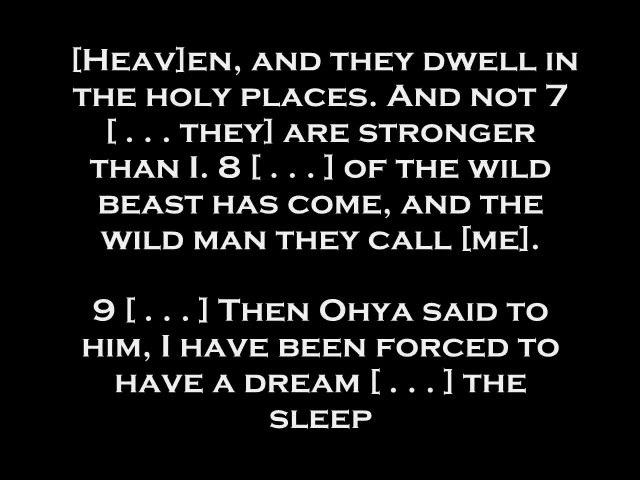 [Heav]en, and they dwell in
the holy places. And not 7
[ . . . they] are stronger
than I. 8 [ . . . ] of the wild
beast has come, and the
wild man they call [me].
9 [ . . . ] Then Ohya said to
him, I have been forced to
have a dream [ . . . ] the
sleep